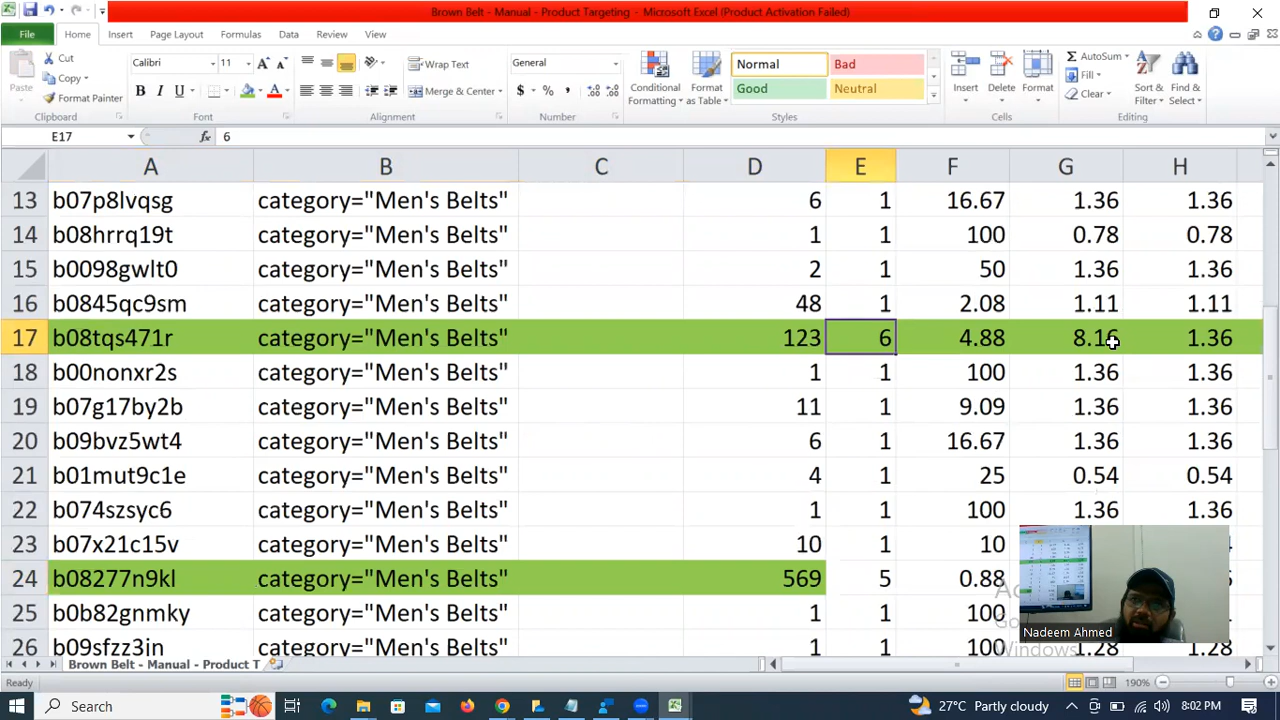 Brown Belt - Manual - Product Targeting - Microsoft Excel (Product Activation Failed)
File Home Insert Page Layout Formulas Data Review View
Paste
Cut
Copy
Format Painter
Clipboard
Calibri 11
B I U
Font
Wrap Text
Merge & Center
Alignment
General
$ % ,
Number
Conditional Formatting
Format as Table
Normal Bad
Good Neutral
Styles
Insert Delete Format
Cells
AutoSum
Fill
Clear
Sort & Filter
Find & Select
Editing
E17 fx 6
A B C D E F G H
13 b07p8lvqsg category="Men's Belts" 6 1 16.67 1.36 1.36
14 b08hrrq19t category="Men's Belts" 1 1 100 0.78 0.78
15 b0098gwlt0 category="Men's Belts" 2 1 50 1.36 1.36
16 b0845qc9sm category="Men's Belts" 48 1 2.08 1.11 1.11
17 b08tqs471r category="Men's Belts" 123 6 4.88 8.16 1.36
18 b00nonxr2s category="Men's Belts" 1 1 100 1.36 1.36
19 b07g17by2b category="Men's Belts" 11 1 9.09 1.36 1.36
20 b09bvz5wt4 category="Men's Belts" 6 1 16.67 1.36 1.36
21 b01mut9c1e category="Men's Belts" 4 1 25 0.54 0.54
22 b074szsyc6 category="Men's Belts" 1 1 100 1.36 1.36
23 b07x21c15v category="Men's Belts" 10 1 10
24 b08277n9kl category="Men's Belts" 569 5 0.88
25 b0b82gnmky category="Men's Belts" 1 1 100
26 b09sfzz3in category="Men's Belts" 1 1 100 1.28 1.28
Nadeem Ahmed
Windows
Brown Belt - Manual - Product T
Ready
190%
Search
27°C Partly cloudy
8:02 PM